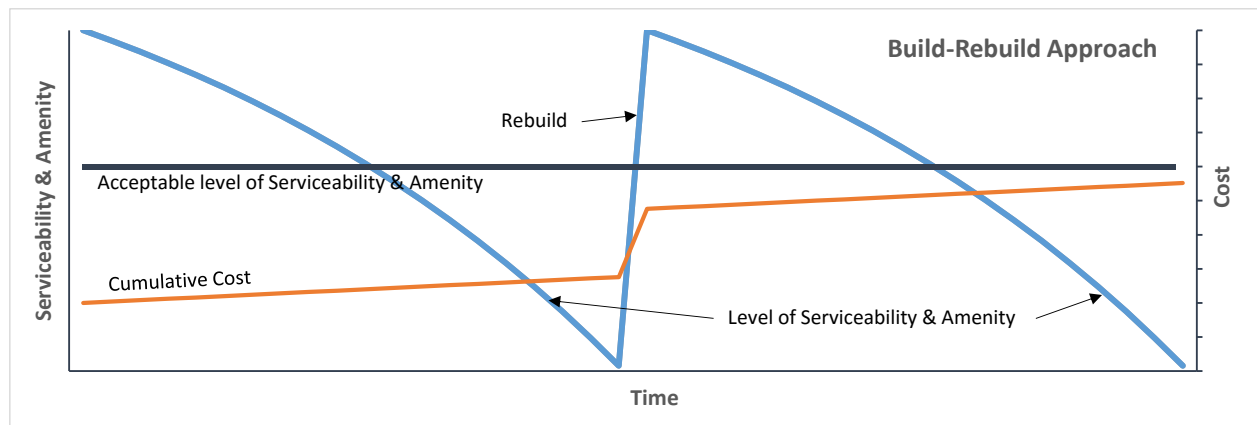 Build-Rebuild Approach
Rebuild
Serviceability & Amenity
Acceptable level of Serviceability & Amenity
Cost
Cumulative Cost
Level of Serviceability & Amenity
Time